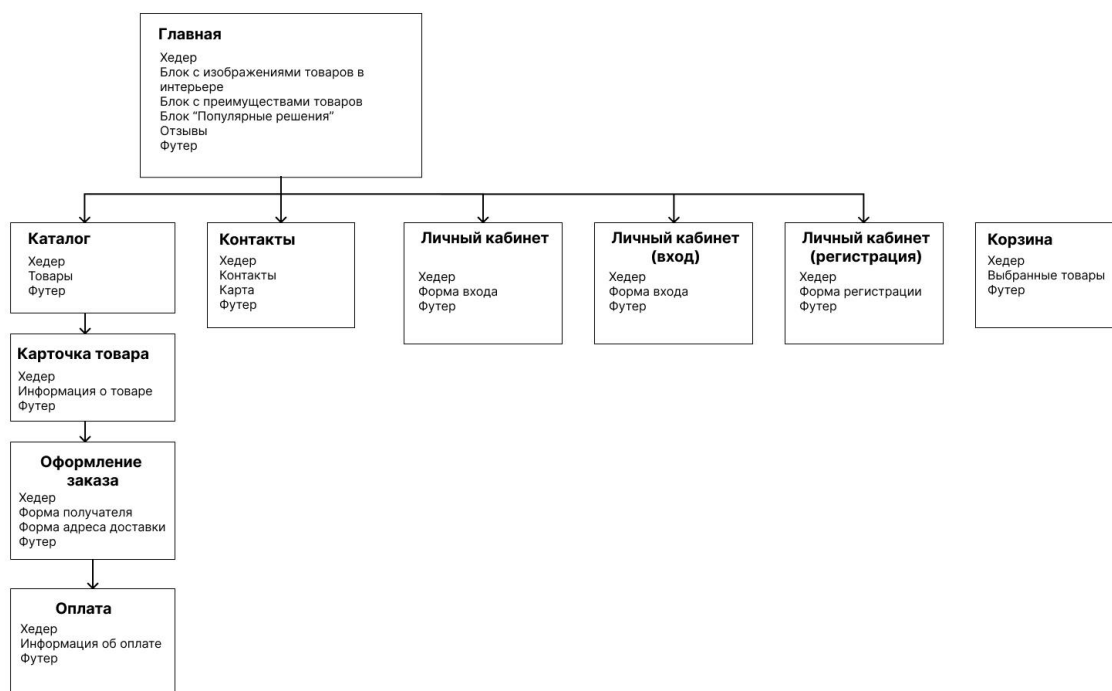 Главная
Хедер
Блок с изображениями товаров в
интерьере
Блок с преимуществами товаров
Блок “Популярные решения”
Отзывы
Футер
Каталог
Хедер
Товары
Футер
Контакты
Хедер
Контакты
Карта
Футер
Личный кабинет
Хедер
Форма входа
Футер
Личный кабинет
(вход)
Хедер
Форма входа
Футер
Личный кабинет
(регистрация)
Хедер
Форма регистрации
Футер
Корзина
Хедер
Выбранные товары
Футер
Карточка товара
Хедер
Информация о товаре
Футер
Оформление
заказа
Хедер
Форма получателя
Форма адреса доставки
Футер
Оплата
Хедер
Информация об оплате
Футер